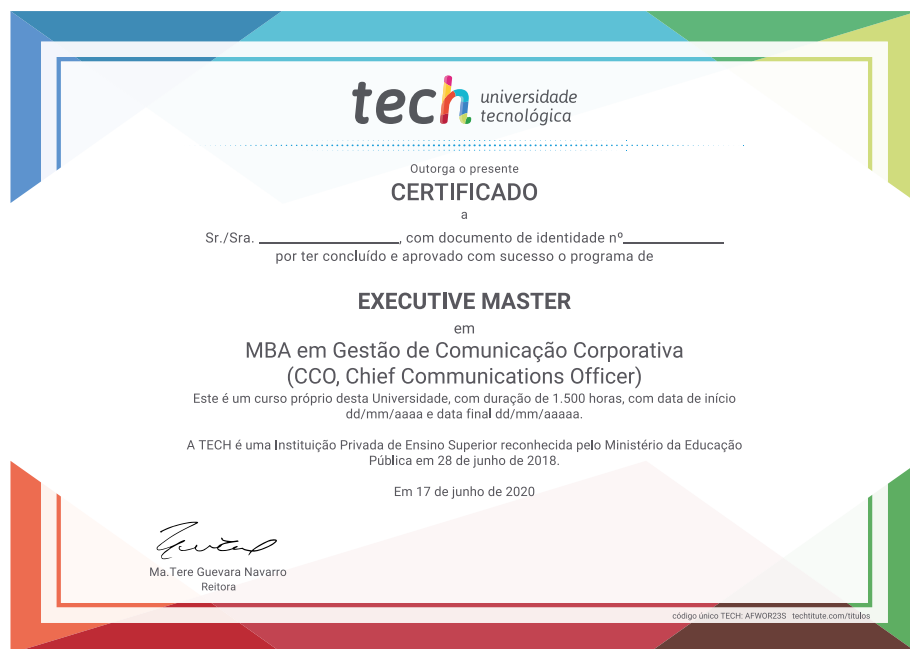 tech universidade
tecnológica
Outorga o presente
CERTIFICADO
a
Sr./Sra. ____________________, com documento de identidade nº______________
por ter concluído e aprovado com sucesso o programa de
EXECUTIVE MASTER
em
MBA em Gestão de Comunicação Corporativa
(CCO, Chief Communications Officer)
Este é um curso próprio desta Universidade, com duração de 1.500 horas, com data de início
dd/mm/aaaa e data final dd/mm/aaaaa.
A TECH é uma Instituição Privada de Ensino Superior reconhecida pelo Ministério da Educação
Pública em 28 de junho de 2018.
Em 17 de junho de 2020
Ma.Tere Guevara Navarro
Reitora
código único TECH: AFWOR23S techtitute.com/titulos